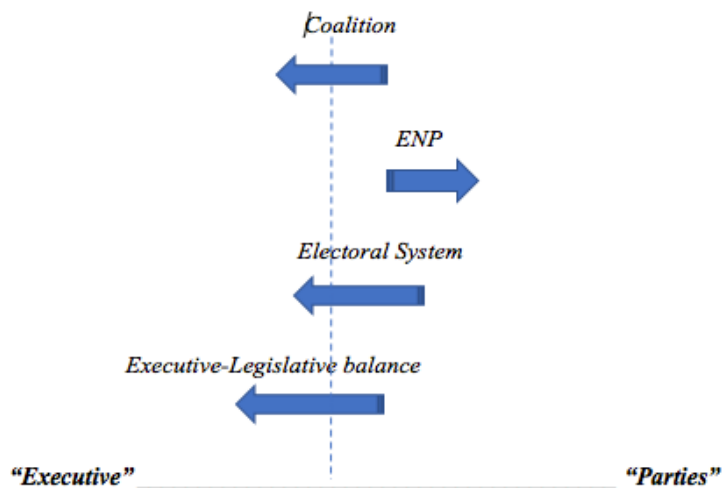 Coalition
ENP
Electoral System
Executive-Legislative balance
“Executive” “Parties”